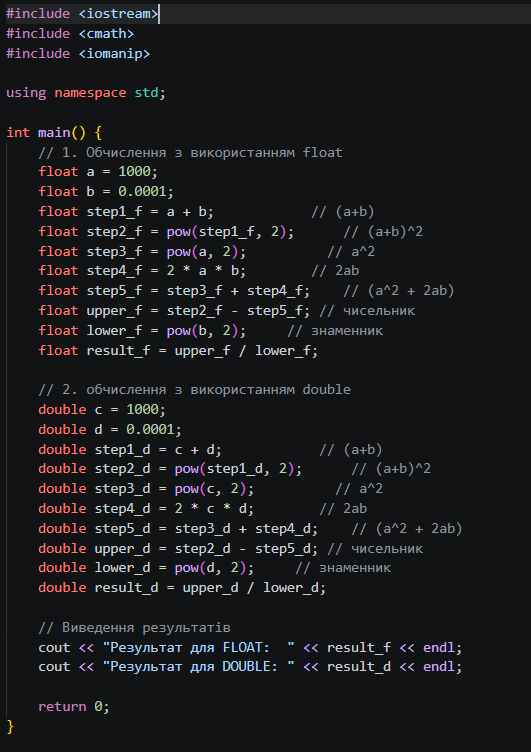 #include <iostream>
#include <cmath>
#include <iomanip>

using namespace std;

int main() {
    // 1. Обчислення з використанням float
    float a = 1000;
    float b = 0.0001;
    float step1_f = a + b;            // (a+b)
    float step2_f = pow(step1_f, 2);      // (a+b)^2
    float step3_f = pow(a, 2);          // a^2
    float step4_f = 2 * a * b;        // 2ab
    float step5_f = step3_f + step4_f;    // (a^2 + 2ab)
    float upper_f = step2_f - step5_f; // чисельник
    float lower_f = pow(b, 2);     // знаменник
    float result_f = upper_f / lower_f;

    // 2. обчислення з використанням double
    double c = 1000;
    double d = 0.0001;
    double step1_d = c + d;            // (a+b)
    double step2_d = pow(step1_d, 2);      // (a+b)^2
    double step3_d = pow(c, 2);          // a^2
    double step4_d = 2 * c * d;        // 2ab
    double step5_d = step3_d + step4_d;    // (a^2 + 2ab)
    double upper_d = step2_d - step5_d; // чисельник
    double lower_d = pow(d, 2);     // знаменник
    double result_d = upper_d / lower_d;

    // Виведення результатів
    cout << "Результат для FLOAT:  " << result_f << endl;
    cout << "Результат для DOUBLE: " << result_d << endl;

    return 0;
}